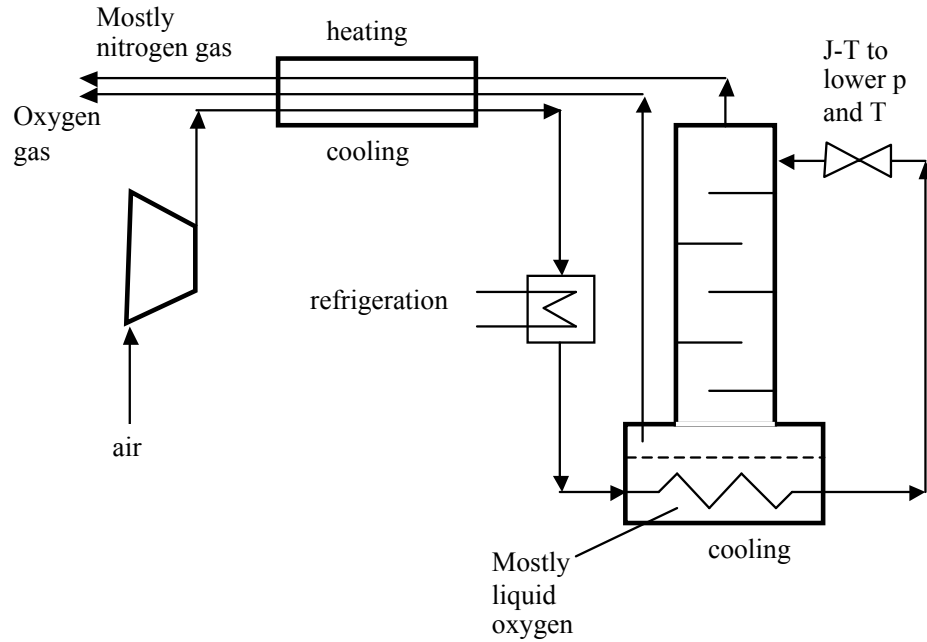 Mostly
nitrogen gas
heating
J-T to
lower p
and T
Oxygen
gas
cooling
refrigeration
air
cooling
Mostly
liquid
oxygen